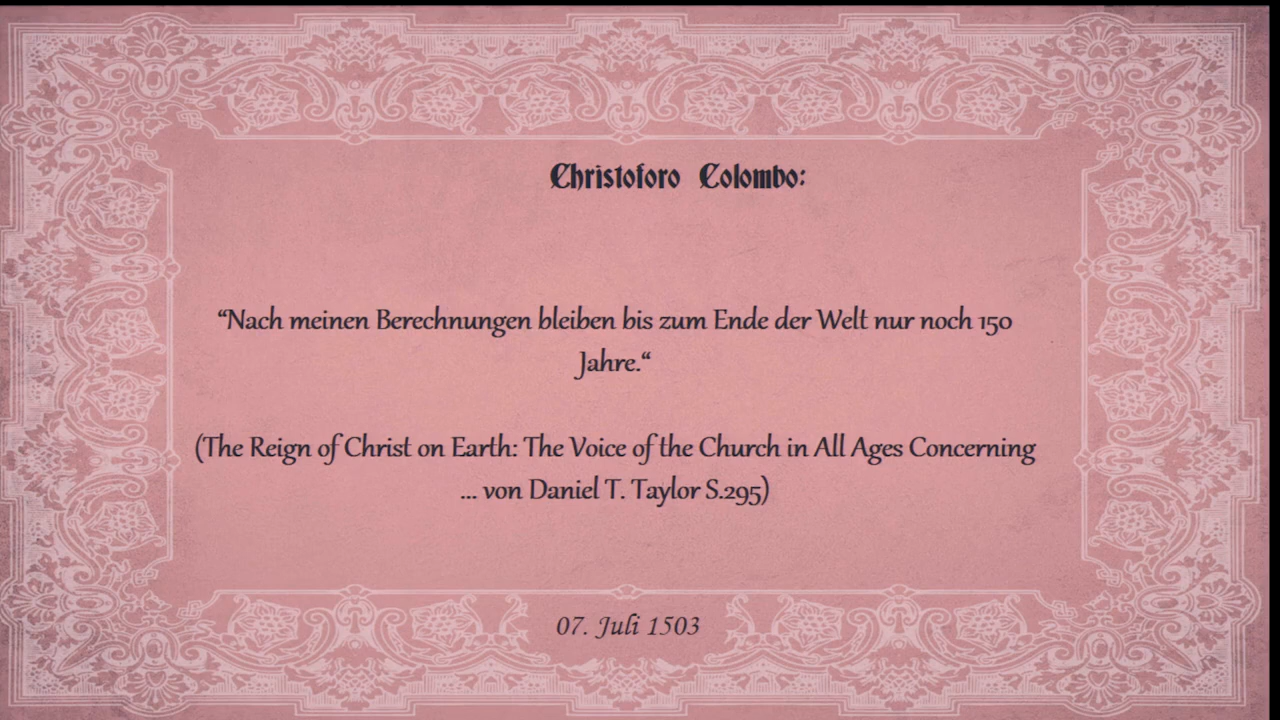 Christoforo Colombo:
“Nach meinen Berechnungen bleiben bis zum Ende der Welt nur noch 150
Jahre.“
(The Reign of Christ on Earth: The Voice of the Church in All Ages Concerning
... von Daniel T. Taylor S.295)
07. Juli 1503